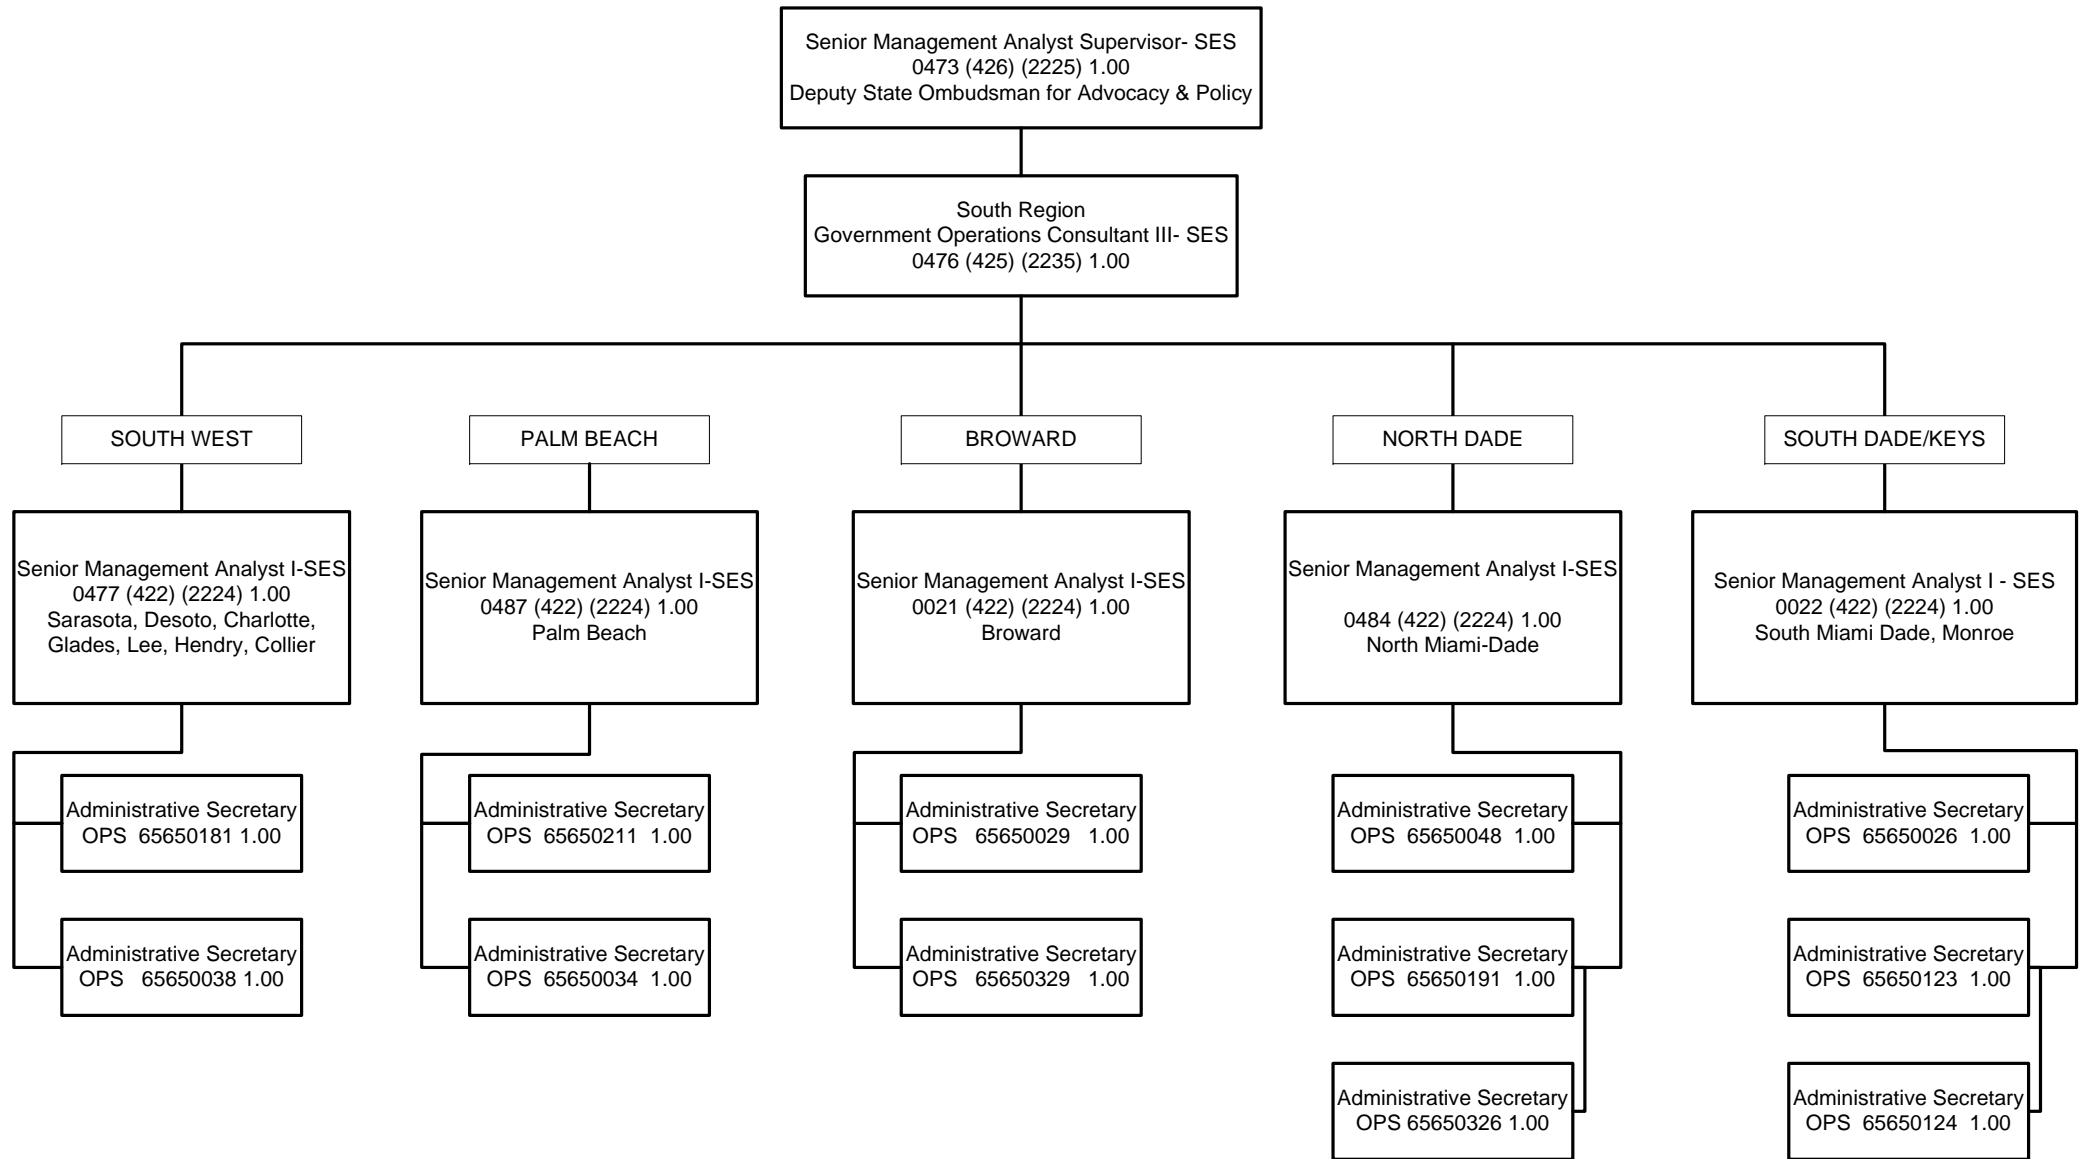 Senior Management Analyst Supervisor- SES
0473 (426) (2225) 1.00
Deputy State Ombudsman for Advocacy & Policy
South Region
Government Operations Consultant III- SES
0476 (425) (2235) 1.00
SOUTH WEST
PALM BEACH
BROWARD
NORTH DADE
SOUTH DADE/KEYS
Senior Management Analyst I-SES
0477 (422) (2224) 1.00
Sarasota, Desoto, Charlotte,
Glades, Lee, Hendry, Collier
Senior Management Analyst I-SES
0487 (422) (2224) 1.00
Palm Beach
Senior Management Analyst I-SES
0021 (422) (2224) 1.00
Broward
Senior Management Analyst I-SES
0484 (422) (2224) 1.00
North Miami-Dade
Senior Management Analyst I - SES
0022 (422) (2224) 1.00
South Miami Dade, Monroe
Administrative Secretary
OPS  65650181 1.00
Administrative Secretary
OPS  65650211  1.00
Administrative Secretary
OPS   65650029   1.00
Administrative Secretary
OPS  65650048  1.00
Administrative Secretary
OPS  65650026  1.00
Administrative Secretary
OPS   65650038 1.00
Administrative Secretary
OPS  65650034  1.00
Administrative Secretary
OPS  65650329   1.00
Administrative Secretary
OPS  65650191  1.00
Administrative Secretary
OPS  65650123  1.00
Administrative Secretary
OPS 65650326 1.00
Administrative Secretary
OPS  65650124  1.00